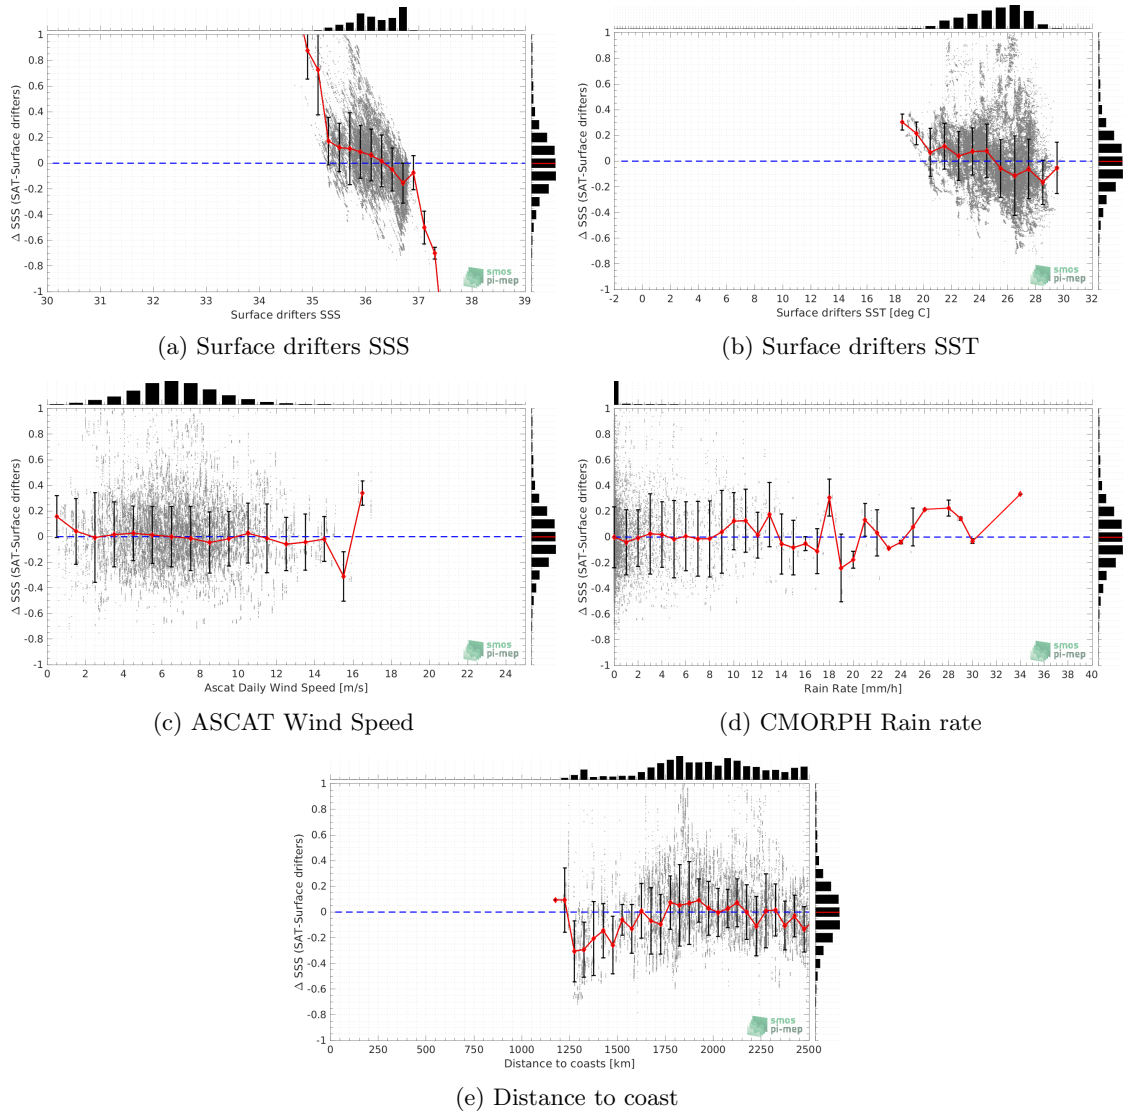 1
0.8
0.6
0.4
0.2
0
-0.2
-0.4
-0.6
-0.8
-1
Δ SSS (SAT-Surface drifters)
smos
pi-mep
30 31 32 33 34 35 36 37 38 39
Surface drifters SSS
(a) Surface drifters SSS
1
0.8
0.6
0.4
0.2
0
-0.2
-0.4
-0.6
-0.8
-1
Δ SSS (SAT-Surface drifters)
smos
pi-mep
-2 0 2 4 6 8 10 12 14 16 18 20 22 24 26 28 30 32
Surface drifters SST [deg C]
(b) Surface drifters SST
1
0.8
0.6
0.4
0.2
0
-0.2
-0.4
-0.6
-0.8
-1
Δ SSS (SAT-Surface drifters)
smos
pi-mep
0 2 4 6 8 10 12 14 16 18 20 22 24
Ascat Daily Wind Speed [m/s]
(c) ASCAT Wind Speed
1
0.8
0.6
0.4
0.2
0
-0.2
-0.4
-0.6
-0.8
-1
Δ SSS (SAT-Surface drifters)
smos
pi-mep
0 2 4 6 8 10 12 14 16 18 20 22 24 26 28 30 32 34 36 38 40
Rain Rate [mm/h]
(d) CMORPH Rain rate
1
0.8
0.6
0.4
0.2
0
-0.2
-0.4
-0.6
-0.8
-1
Δ SSS (SAT-Surface drifters)
smos
pi-mep
0 250 500 750 1000 1250 1500 1750 2000 2250 2500
Distance to coasts [km]
(e) Distance to coast